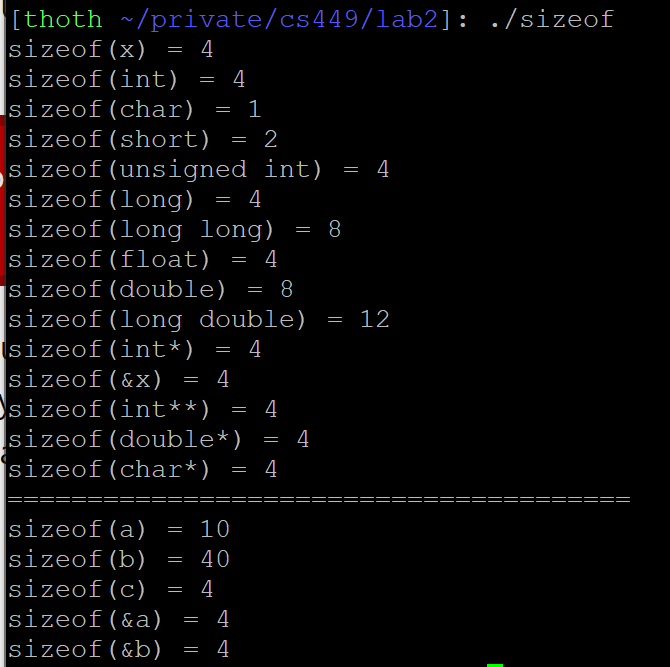 [thoth ~/private/cs449/lab2]: ./sizeof
sizeof(x) = 4
sizeof(int) = 4
sizeof(char) = 1
sizeof(short) = 2
sizeof(unsigned int) = 4
sizeof(long) = 4
sizeof(long long) = 8
sizeof(float) = 4
sizeof(double) = 8
sizeof(long double) = 12
sizeof(int*) = 4
sizeof(&x) = 4
sizeof(int**) = 4
sizeof(double*) = 4
sizeof(char*) = 4
=======================================
sizeof(a) = 10
sizeof(b) = 40
sizeof(c) = 4
sizeof(&a) = 4
sizeof(&b) = 4